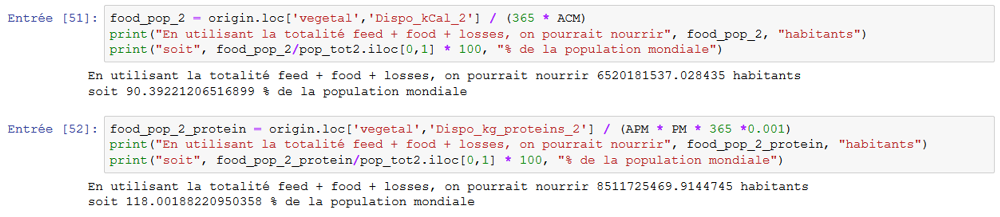 Entrée [51]: food_pop_2 = origin.loc['vegetal','Dispo_kCal_2'] / (365 * ACM)
print("En utilisant la totalité feed + food + losses, on pourrait nourrir", food_pop_2, "habitants")
print("soit", food_pop_2/pop_tot2.iloc[0,1] * 100, "% de la population mondiale")
En utilisant la totalité feed + food + losses, on pourrait nourrir 6520181537.028435 habitants
soit 90.39221206516899 % de la population mondiale
Entrée [52]: food_pop_2_protein = origin.loc['vegetal','Dispo_kg_proteins_2'] / (APM * PM * 365 *0.001)
print("En utilisant la totalité feed + food + losses, on pourrait nourrir", food_pop_2_protein, "habitants")
print("soit", food_pop_2_protein/pop_tot2.iloc[0,1] * 100, "% de la population mondiale")
En utilisant la totalité feed + food + losses, on pourrait nourrir 8511725469.9144745 habitants
soit 118.00188220950358 % de la population mondiale